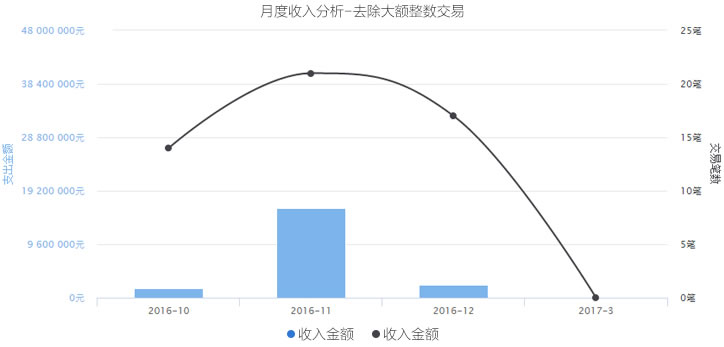 月度收入分析-去除大额整数交易
48 000 000元
38 400 000元
28 800 000元
19 200 000元
9 600 000元
0元
支出金额
25笔
20笔
15笔
10笔
5笔
0笔
交易笔数
2016-10
2016-11
2016-12
2017-3
收入金额
收入金额